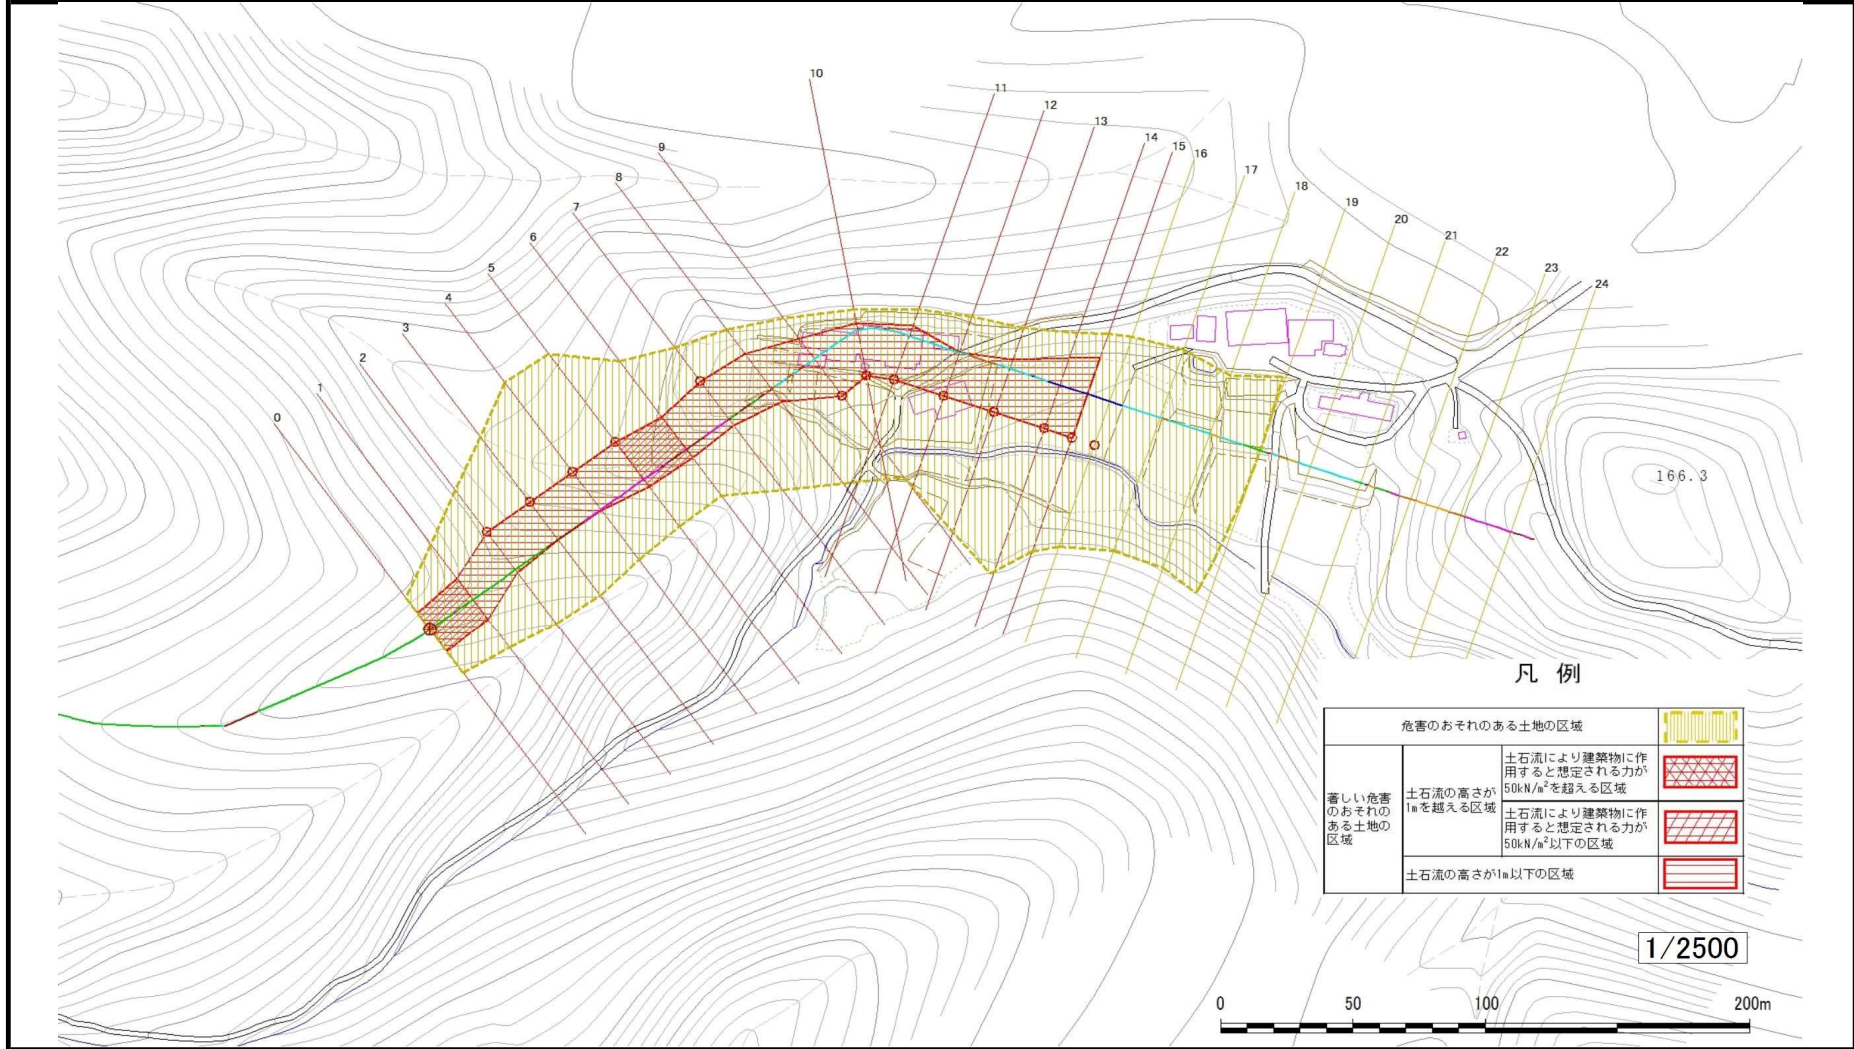 10
11
12
13
14
15
16
17
18
19
20
21
22
23
24
9
8
7
6
5
4
3
2
1
0
166.3
凡 例
危害のおそれのある土地の区域
著しい危害
のおそれの
ある土地の
区域
土石流の高さが
1mを越える区域
土石流により建築物に作
用すると想定される力が
50kN/m²を超える区域
土石流により建築物に作
用すると想定される力が
50kN/m²以下の区域
土石流の高さが1m以下の区域
1/2500
0 50 100 200m